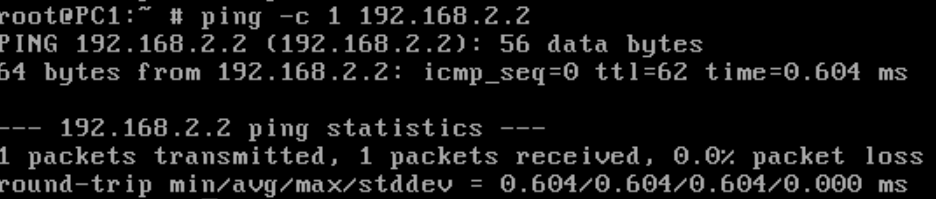 root@PC1:~ # ping -c 1 192.168.2.2
PING 192.168.2.2 (192.168.2.2): 56 data bytes
64 bytes from 192.168.2.2: icmp_seq=0 ttl=62 time=0.604 ms
--- 192.168.2.2 ping statistics ---
1 packets transmitted, 1 packets received, 0.0% packet loss
round-trip min/avg/max/stddev = 0.604/0.604/0.604/0.000 ms